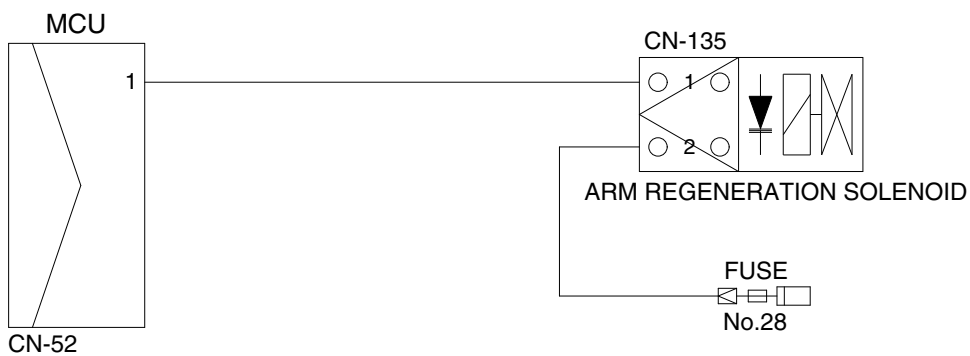 MCU
CN-135
1
1
2
ARM REGENERATION SOLENOID
FUSE
No.28
CN-52